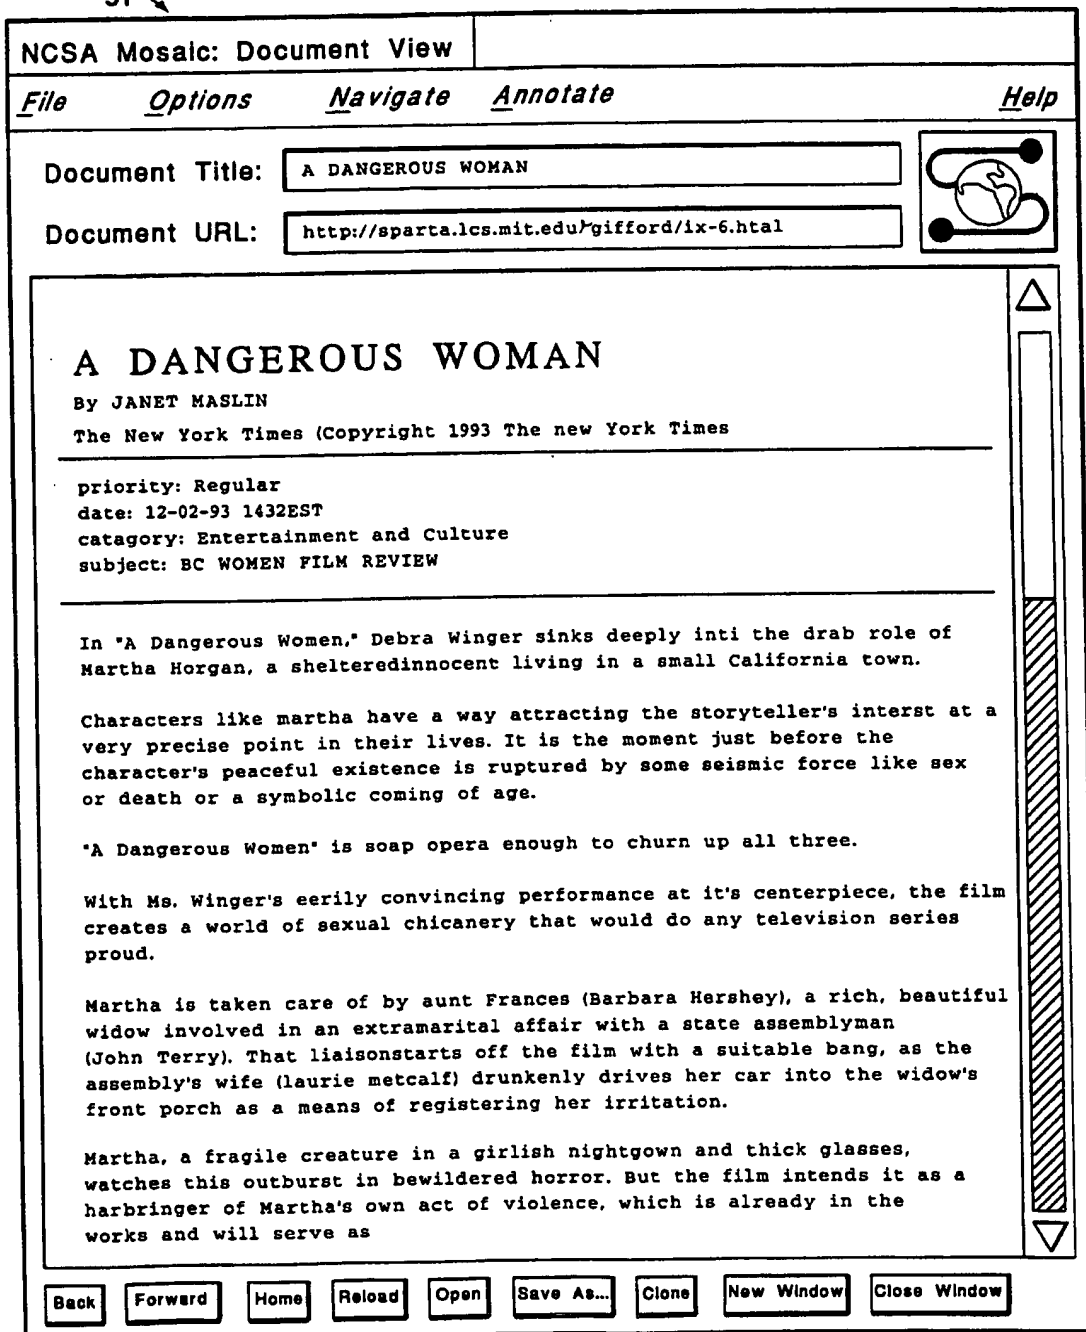 NCSA Mosaic: Document View
File Options Navigate Annotate Help
Document Title: A DANGEROUS WOMAN
Document URL: http://sparta.lcs.mit.edu/~gifford/ix-6.htal
A DANGEROUS WOMAN
By JANET MASLIN
The New York Times (Copyright 1993 The new York Times
priority: Regular
date: 12-02-93 1432EST
catagory: Entertainment and Culture
subject: BC WOMEN FILM REVIEW
In "A Dangerous Women," Debra Winger sinks deeply inti the drab role of
Martha Horgan, a shelteredinnocent living in a small California town.
Characters like martha have a way attracting the storyteller's interst at a
very precise point in their lives. It is the moment just before the
character's peaceful existence is ruptured by some seismic force like sex
or death or a symbolic coming of age.
"A Dangerous Women" is soap opera enough to churn up all three.
With Ms. Winger's eerily convincing performance at it's centerpiece, the film
creates a world of sexual chicanery that would do any television series
proud.
Martha is taken care of by aunt Frances (Barbara Hershey), a rich, beautiful
widow involved in an extramarital affair with a state assemblyman
(John Terry). That liaisonstarts off the film with a suitable bang, as the
assembly's wife (laurie metcalf) drunkenly drives her car into the widow's
front porch as a means of registering her irritation.
Martha, a fragile creature in a girlish nightgown and thick glasses,
watches this outburst in bewildered horror. But the film intends it as a
harbringer of Martha's own act of violence, which is already in the
works and will serve as
Back Forward Home Reload Open Save As... Clone New Window Close Window